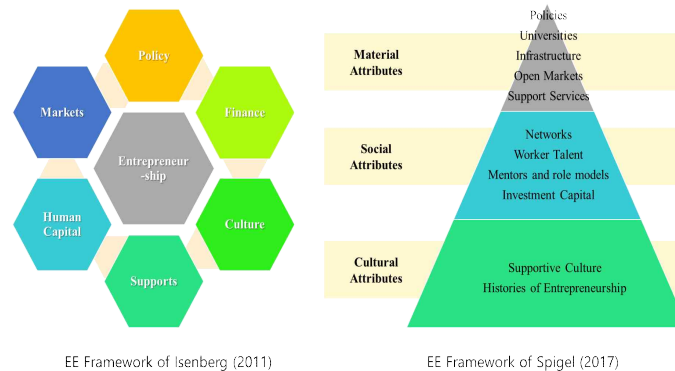 Policy
Markets
Finance
Entrepreneur
-ship
Human
Capital
Culture
Supports
EE Framework of Isenberg (2011)
Policies
Universities
Material
Attributes
Infrastructure
Open Markets
Support Services
Social
Attributes
Networks
Worker Talent
Mentors and role models
Investment Capital
Cultural
Attributes
Supportive Culture
Histories of Entrepreneurship
EE Framework of Spigel (2017)